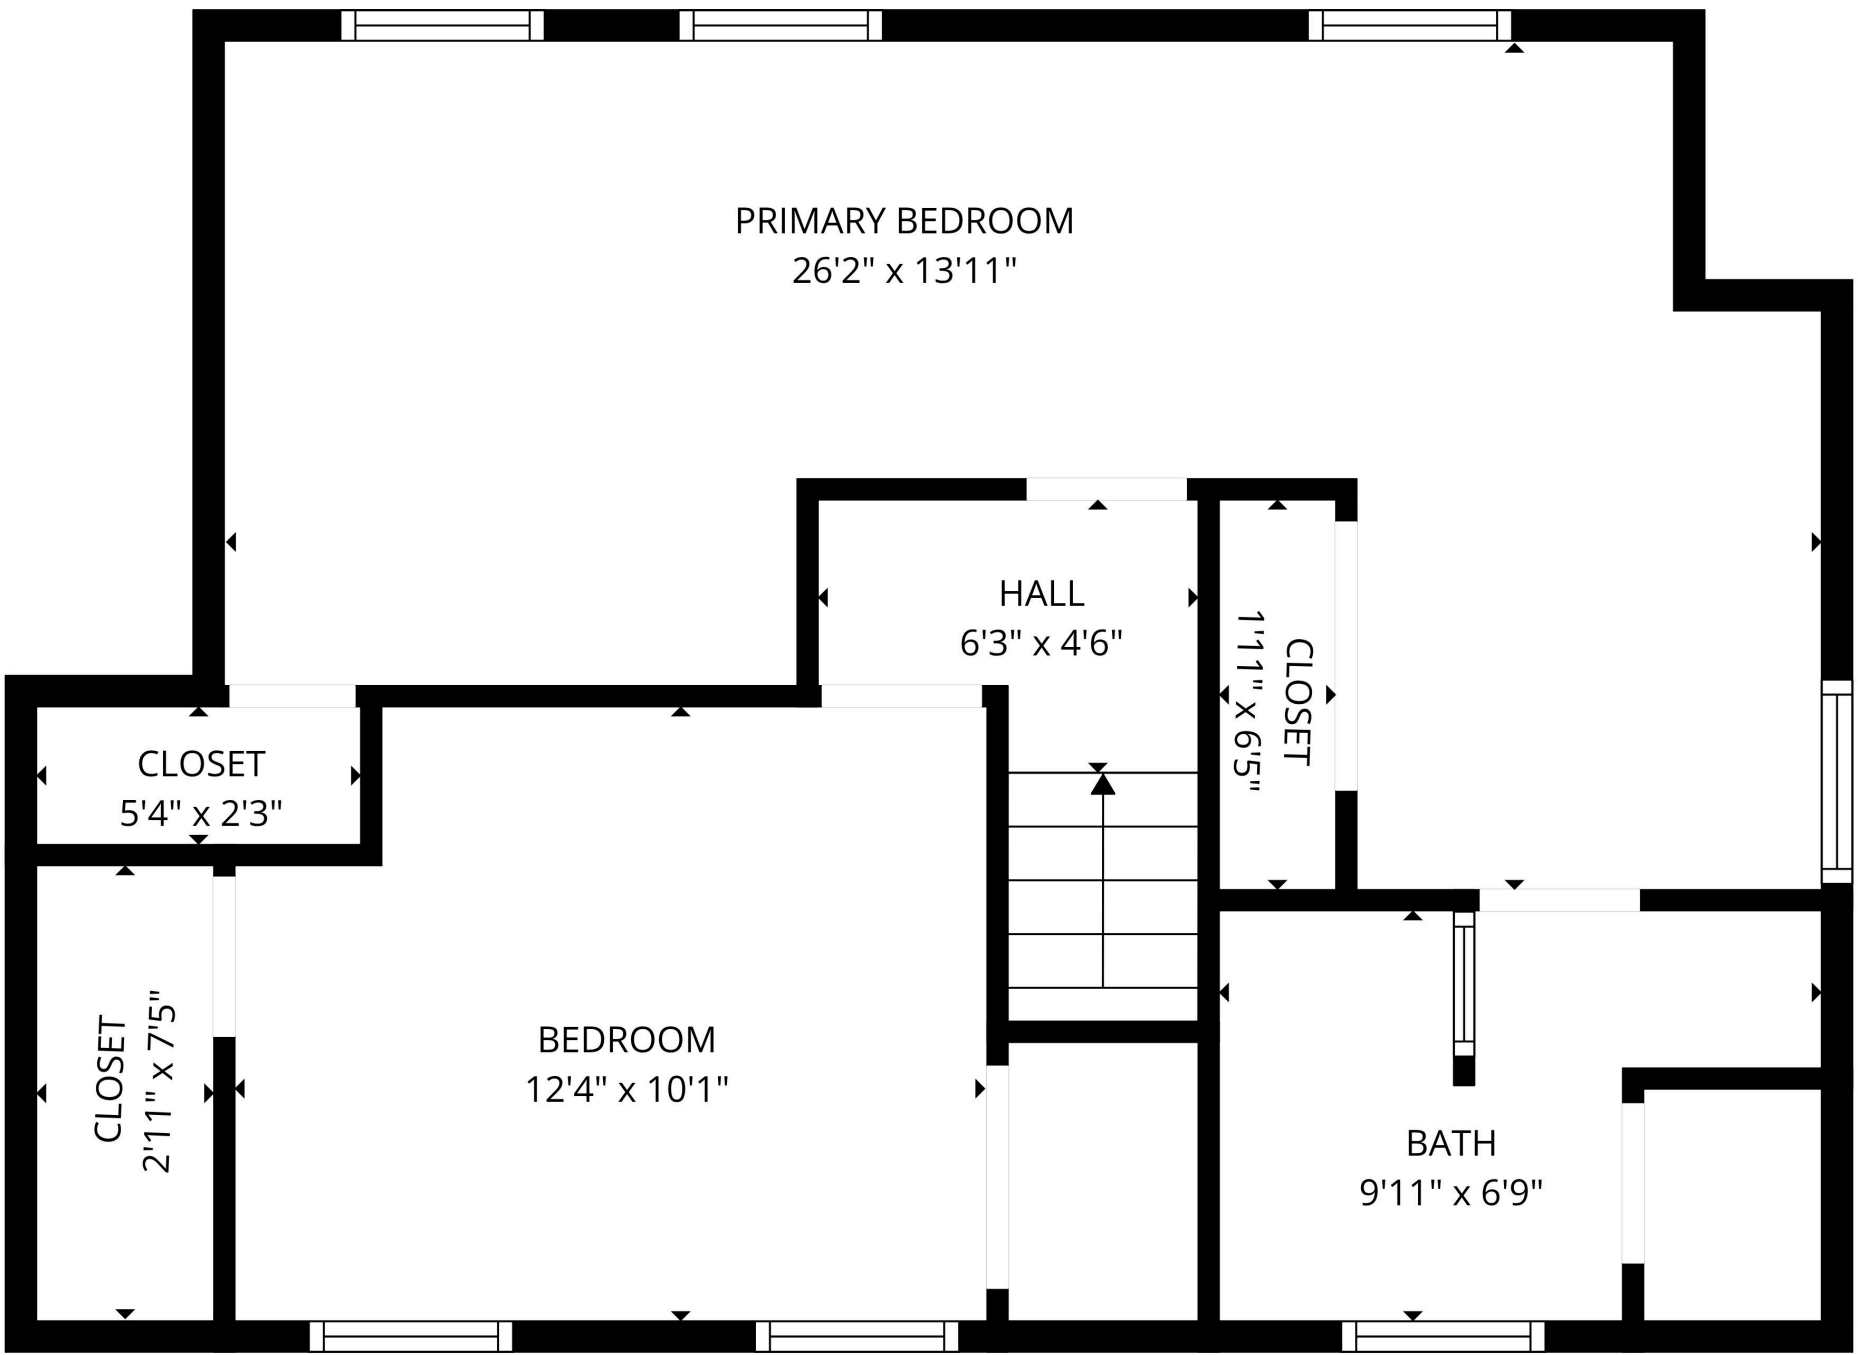 PRIMARY BEDROOM
26'2" x 13'11"
HALL
6'3" x 4'6"
CLOSET
1'11" x 6'5"
CLOSET
5'4" x 2'3"
CLOSET
2'11" x 7'5"
BEDROOM
12'4" x 10'1"
BATH
9'11" x 6'9"